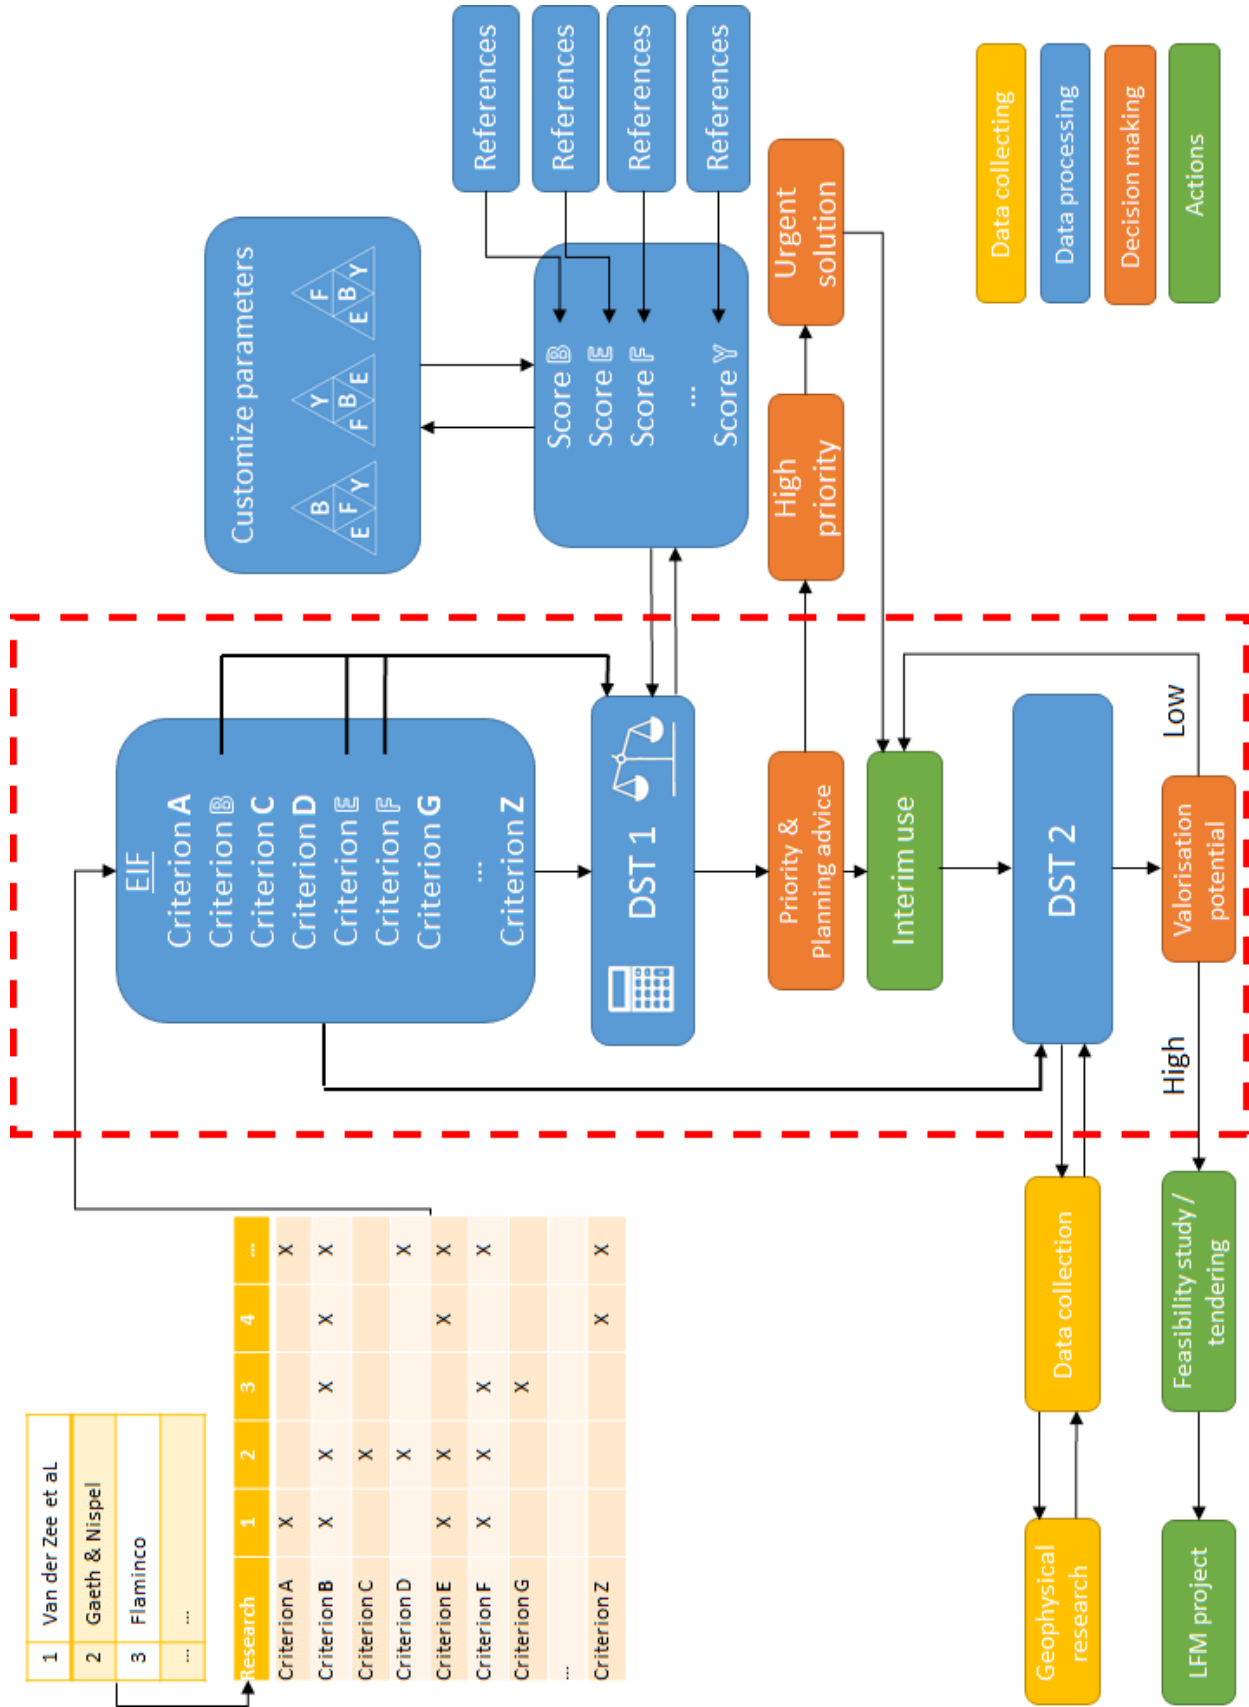 1 Van der Zee et al.
2 Gaeth & Nispel
3 Flaminco
... ...
Research 1 2 3 4 ...
Criterion A X X
Criterion B X X X X X
Criterion C X
Criterion D X X
Criterion E X X X X
Criterion F X X X X
Criterion G X
...
Criterion Z X X
EIF
Criterion A
Criterion B
Criterion C
Criterion D
Criterion E
Criterion F
Criterion G
...
Criterion Z
Customize parameters
B
E F Y
Y
F B E
F
E B Y
DST 1
Score B
Score E
Score F
...
Score Y
References
References
References
References
Priority &
Planning advice
High
priority
Urgent
solution
Interim use
Geophysical
research
Data collection
DST 2
LFM project
Feasibility study /
tendering
High
Valorisation
potential
Low
Data collecting
Data processing
Decision making
Actions